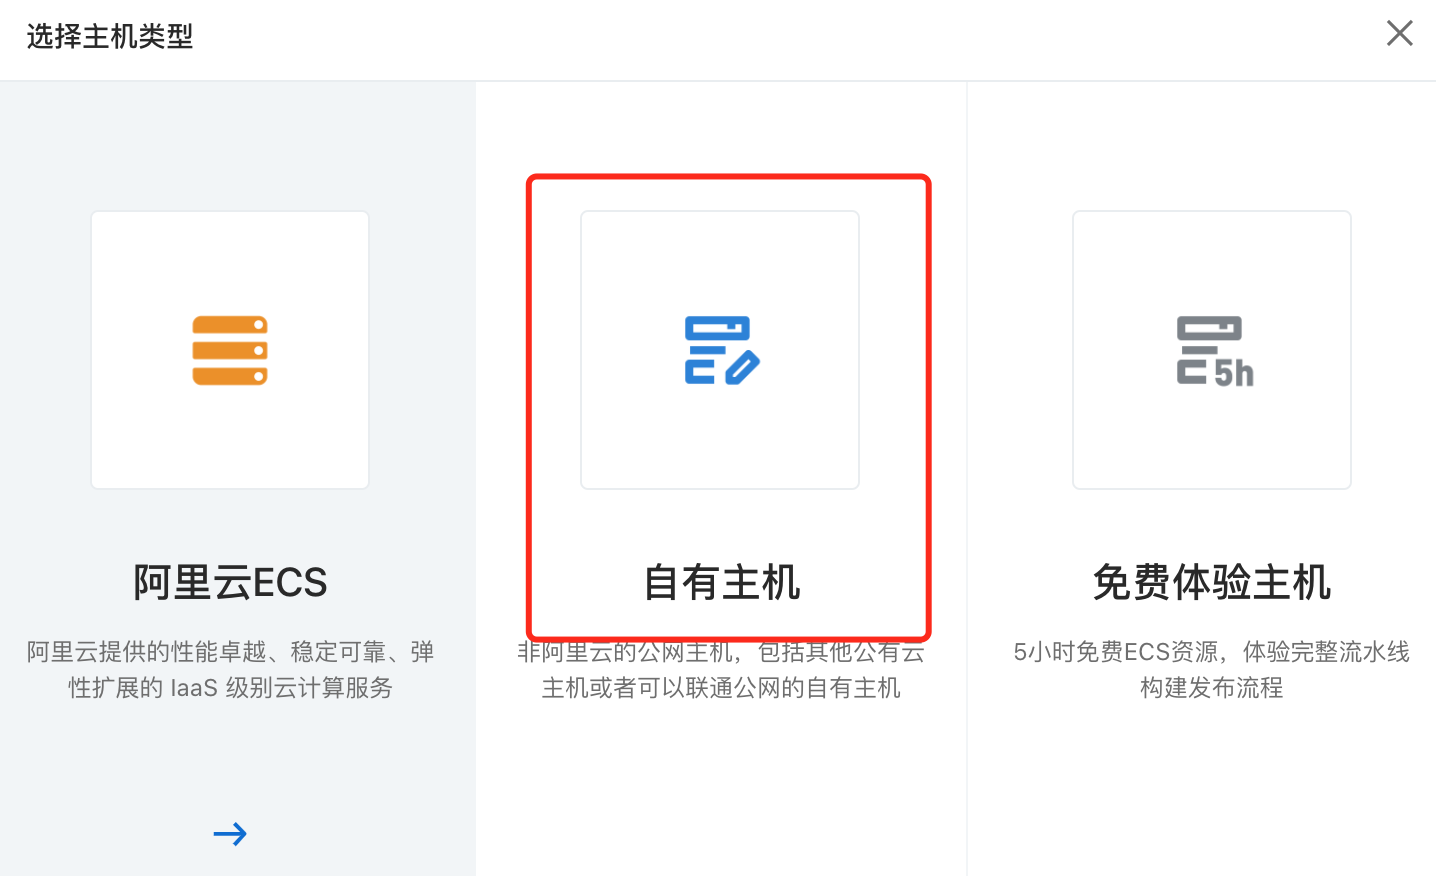 选择主机类型
5h
阿里云ECS
阿里云提供的性能卓越、稳定可靠、弹
性扩展的 IaaS 级别云计算服务
自有主机
非阿里云的公网主机，包括其他公有云
主机或者可以联通公网的自有主机
免费体验主机
5小时免费ECS资源，体验完整流水线
构建发布流程